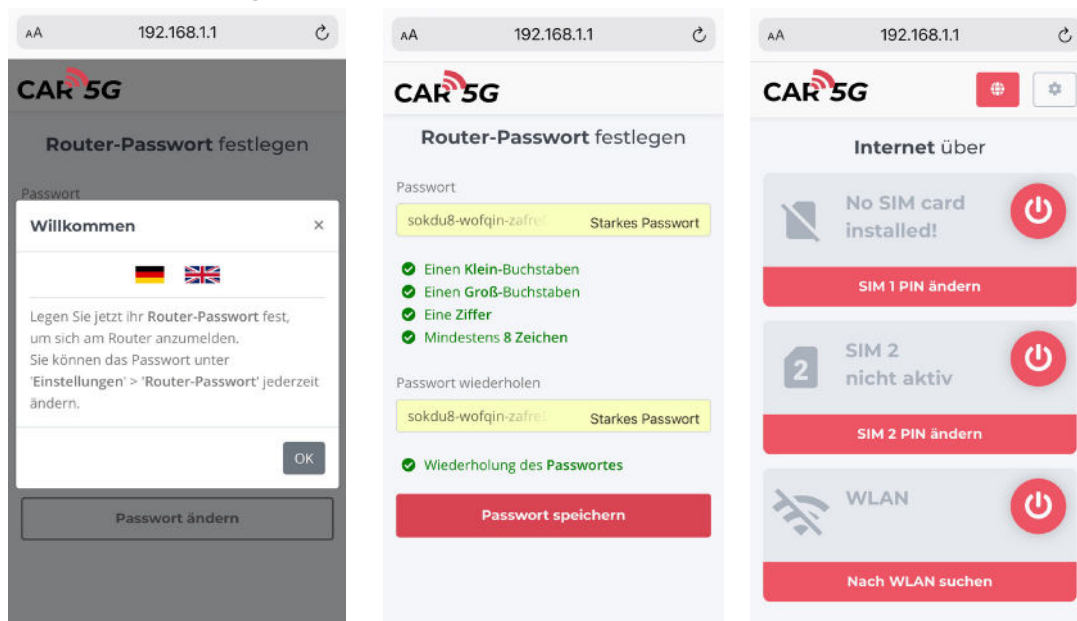 AA 192.168.1.1
CAR 5G
Router-Passwort festlegen
Passwort
Willkommen ×
Legen Sie jetzt ihr Router-Passwort fest,
um sich am Router anzumelden.
Sie können das Passwort unter
'Einstellungen' > 'Router-Passwort' jederzeit
ändern.
OK
Passwort ändern
AA 192.168.1.1
CAR 5G
Router-Passwort festlegen
Passwort
sokdu8-wofqin-zafre Starkes Passwort
Einen Klein-Buchstaben
Einen Groß-Buchstaben
Eine Ziffer
Mindestens 8 Zeichen
Passwort wiederholen
sokdu8-wofqin-zafre Starkes Passwort
Wiederholung des Passwortes
Passwort speichern
AA 192.168.1.1
CAR 5G
Internet über
No SIM card
installed!
SIM 1 PIN ändern
2
SIM 2
nicht aktiv
SIM 2 PIN ändern
WLAN
Nach WLAN suchen